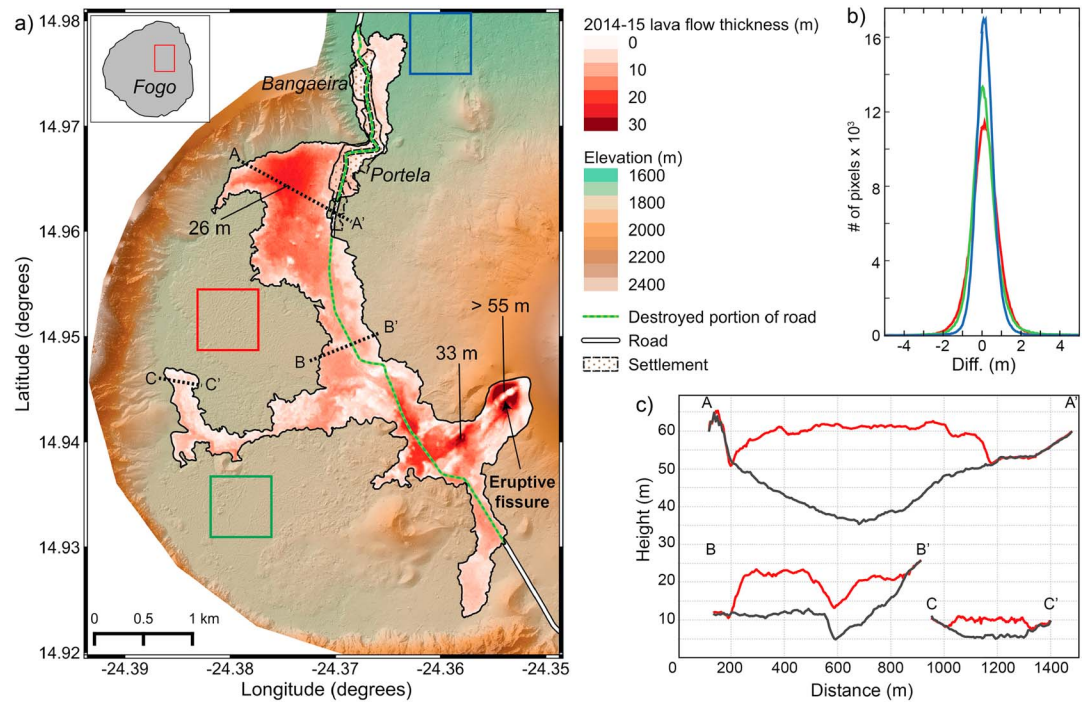 a)
Fogo
Bangaeira
Portela
A
A'
26 m
B
B'
C
C'
> 55 m
33 m
Eruptive
fissure
0 0.5 1 km
14.98
14.97
14.96
14.95
14.94
14.93
14.92
Latitude (degrees)
-24.39 -24.38 -24.37 -24.36 -24.35
Longitude (degrees)
2014-15 lava flow thickness (m)
0
10
20
30
Elevation (m)
1600
1800
2000
2200
2400
Destroyed portion of road
Road
Settlement
b)
16
12
8
4
0
# of pixels x 10³
-4 -2 0 2 4
Diff. (m)
c)
A A'
B B'
C C'
60
50
40
30
20
10
Height (m)
0 200 400 600 800 1000 1200 1400
Distance (m)